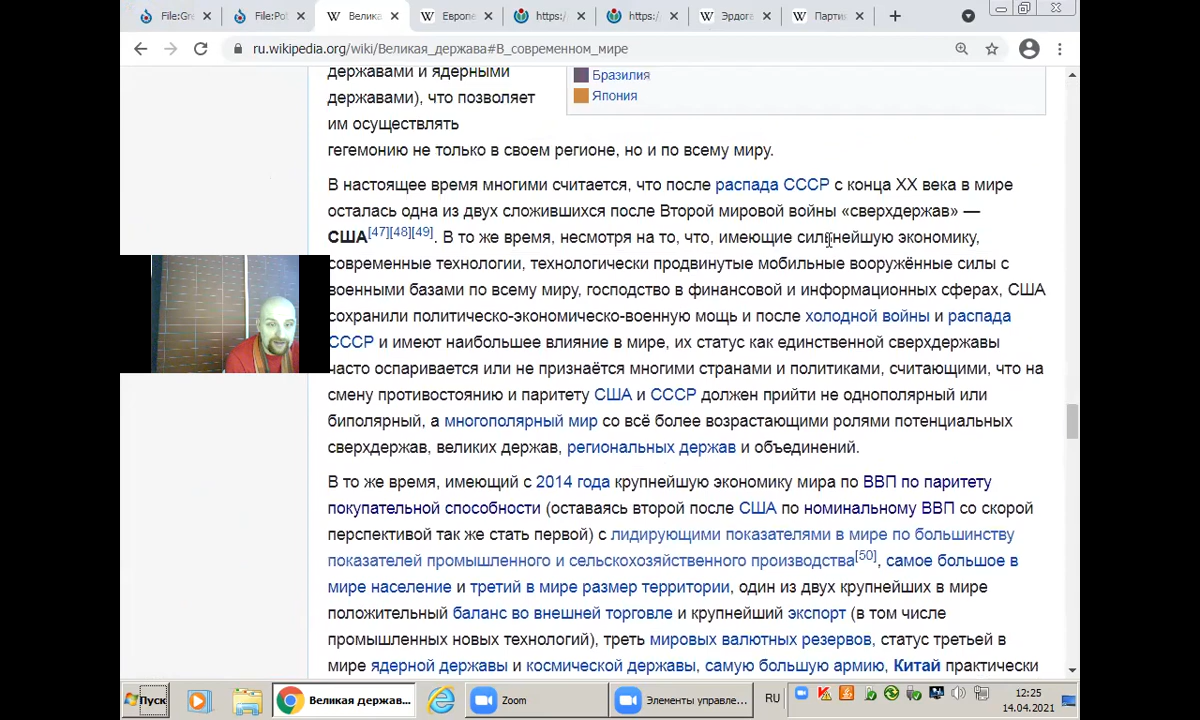 File:Gr
File:Po
Велика
Европе
https:/
https:/
Эрдога
Парти
ru.wikipedia.org/wiki/Великая_держава#В_современном_мире
державами и ядерными
державами), что позволяет
им осуществлять
гегемонию не только в своем регионе, но и по всему миру.
Бразилия
Япония
В настоящее время многими считается, что после распада СССР с конца XX века в мире
осталась одна из двух сложившихся после Второй мировой войны «сверхдержав» —
США[47][48][49]. В то же время, несмотря на то, что, имеющие сильнейшую экономику,
современные технологии, технологически продвинутые мобильные вооружённые силы с
военными базами по всему миру, господство в финансовой и информационных сферах, США
сохранили политическо-экономическо-военную мощь и после холодной войны и распада
СССР и имеют наибольшее влияние в мире, их статус как единственной сверхдержавы
часто оспаривается или не признаётся многими странами и политиками, считающими, что на
смену противостоянию и паритету США и СССР должен прийти не однополярный или
биполярный, а многополярный мир со всё более возрастающими ролями потенциальных
сверхдержав, великих держав, региональных держав и объединений.
В то же время, имеющий с 2014 года крупнейшую экономику мира по ВВП по паритету
покупательной способности (оставаясь второй после США по номинальному ВВП со скорой
перспективой так же стать первой) с лидирующими показателями в мире по большинству
показателей промышленного и сельскохозяйственного производства[50], самое большое в
мире население и третий в мире размер территории, один из двух крупнейших в мире
положительный баланс во внешней торговле и крупнейший экспорт (в том числе
промышленных новых технологий), треть мировых валютных резервов, статус третьей в
мире ядерной державы и космической державы, самую большую армию, Китай практически
Пуск
Великая держав...
Zoom
Элементы управле...
RU
12:25
14.04.2021